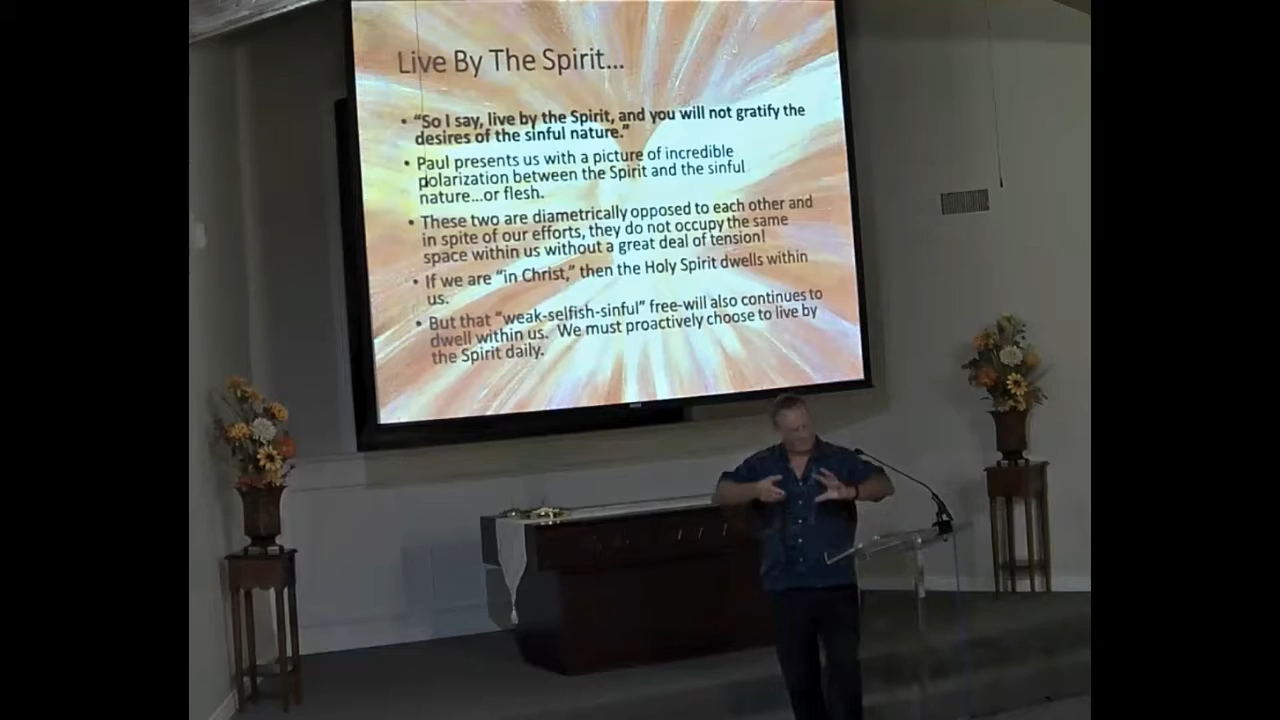 Live By The Spirit...
• “So I say, live by the Spirit, and you will not gratify the
desires of the sinful nature.”
• Paul presents us with a picture of incredible
polarization between the Spirit and the sinful
nature...or flesh.
• These two are diametrically opposed to each other and
in spite of our efforts, they do not occupy the same
space within us without a great deal of tension!
• If we are “in Christ,” then the Holy Spirit dwells within
us.
• But that “weak-selfish-sinful” free-will also continues to
dwell within us.  We must proactively choose to live by
the Spirit daily.